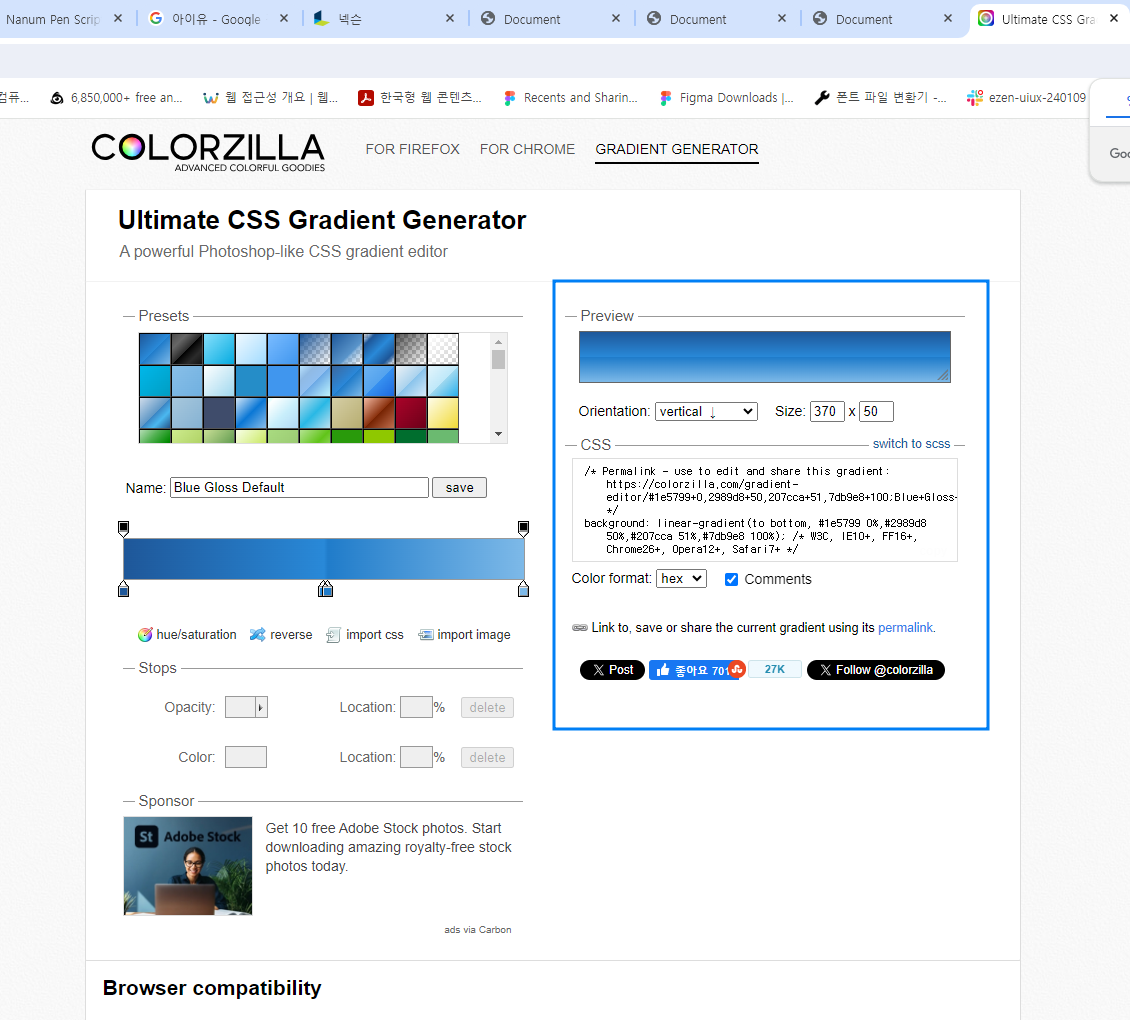 Nanum Pen Scrip
아이유 - Google
넥슨
Document
Document
Document
Ultimate CSS Gra
컴퓨...
6,850,000+ free an...
웹 접근성 개요 | 웹...
한국형 웹 콘텐츠...
Recents and Sharin...
Figma Downloads |...
폰트 파일 변환기 -...
ezen-uiux-240109
Goo
COLORZILLA
ADVANCED COLORFUL GOODIES
FOR FIREFOX
FOR CHROME
GRADIENT GENERATOR
Ultimate CSS Gradient Generator
A powerful Photoshop-like CSS gradient editor
Presets
Name: Blue Gloss Default save
hue/saturation reverse import css import image
Stops
Opacity: Location: % delete
Color: Location: % delete
Sponsor
St Adobe Stock
Get 10 free Adobe Stock photos. Start
downloading amazing royalty-free stock
photos today.
ads via Carbon
Preview
Orientation: vertical ↓ Size: 370 x 50
CSS switch to scss
/* Permalink - use to edit and share this gradient:
https://colorzilla.com/gradient-
editor/#1e5799+0,2989d8+50,207cca+51,7db9e8+100;Blue+Gloss-
*/
background: linear-gradient(to bottom, #1e5799 0%,#2989d8
50%,#207cca 51%,#7db9e8 100%); /* W3C, IE10+, FF16+,
Chrome26+, Opera12+, Safari7+ */
Color format: hex Comments
Link to, save or share the current gradient using its permalink.
X Post 좋아요 701 27K X Follow @colorzilla
Browser compatibility